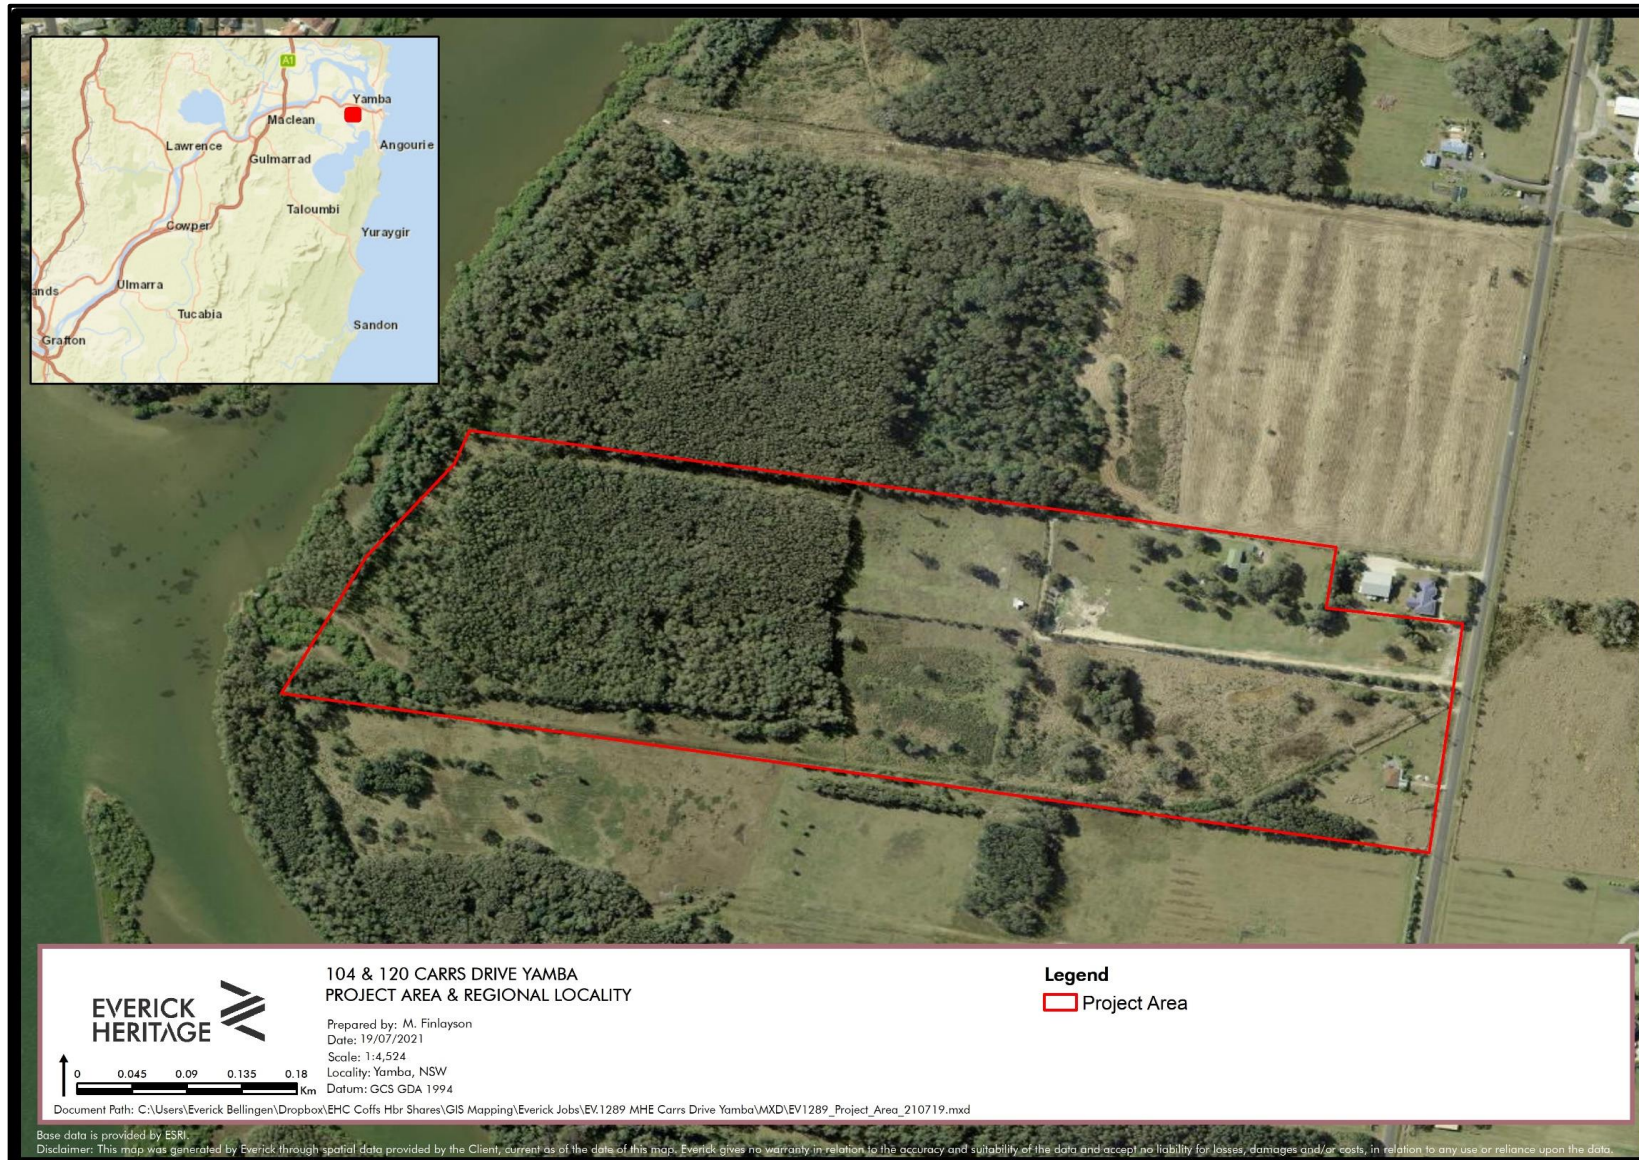 A1
Yamba
Maclean
Lawrence
Angourie
Gulmarrad
Taloumbi
Cowper
Yuraygir
ands
Ulmarra
Tucabia
Sandon
Grafton
EVERICK
HERITAGE
104 & 120 CARRS DRIVE YAMBA
PROJECT AREA & REGIONAL LOCALITY
Prepared by: M. Finlayson
Date: 19/07/2021
Scale: 1:4,524
Locality: Yamba, NSW
Datum: GCS GDA 1994
0 0.045 0.09 0.135 0.18
Km
Legend
Project Area
Document Path: C:\Users\Everick Bellingen\Dropbox\EHC Coffs Hbr Shares\GIS Mapping\Everick Jobs\EV.1289 MHE Carrs Drive Yamba\MXD\EV1289_Project_Area_210719.mxd
Base data is provided by ESRI.
Disclaimer: This map was generated by Everick through spatial data provided by the Client, current as of the date of this map. Everick gives no warranty in relation to the accuracy and suitability of the data and accept no liability for losses, damages and/or costs, in relation to any use or reliance upon the data.